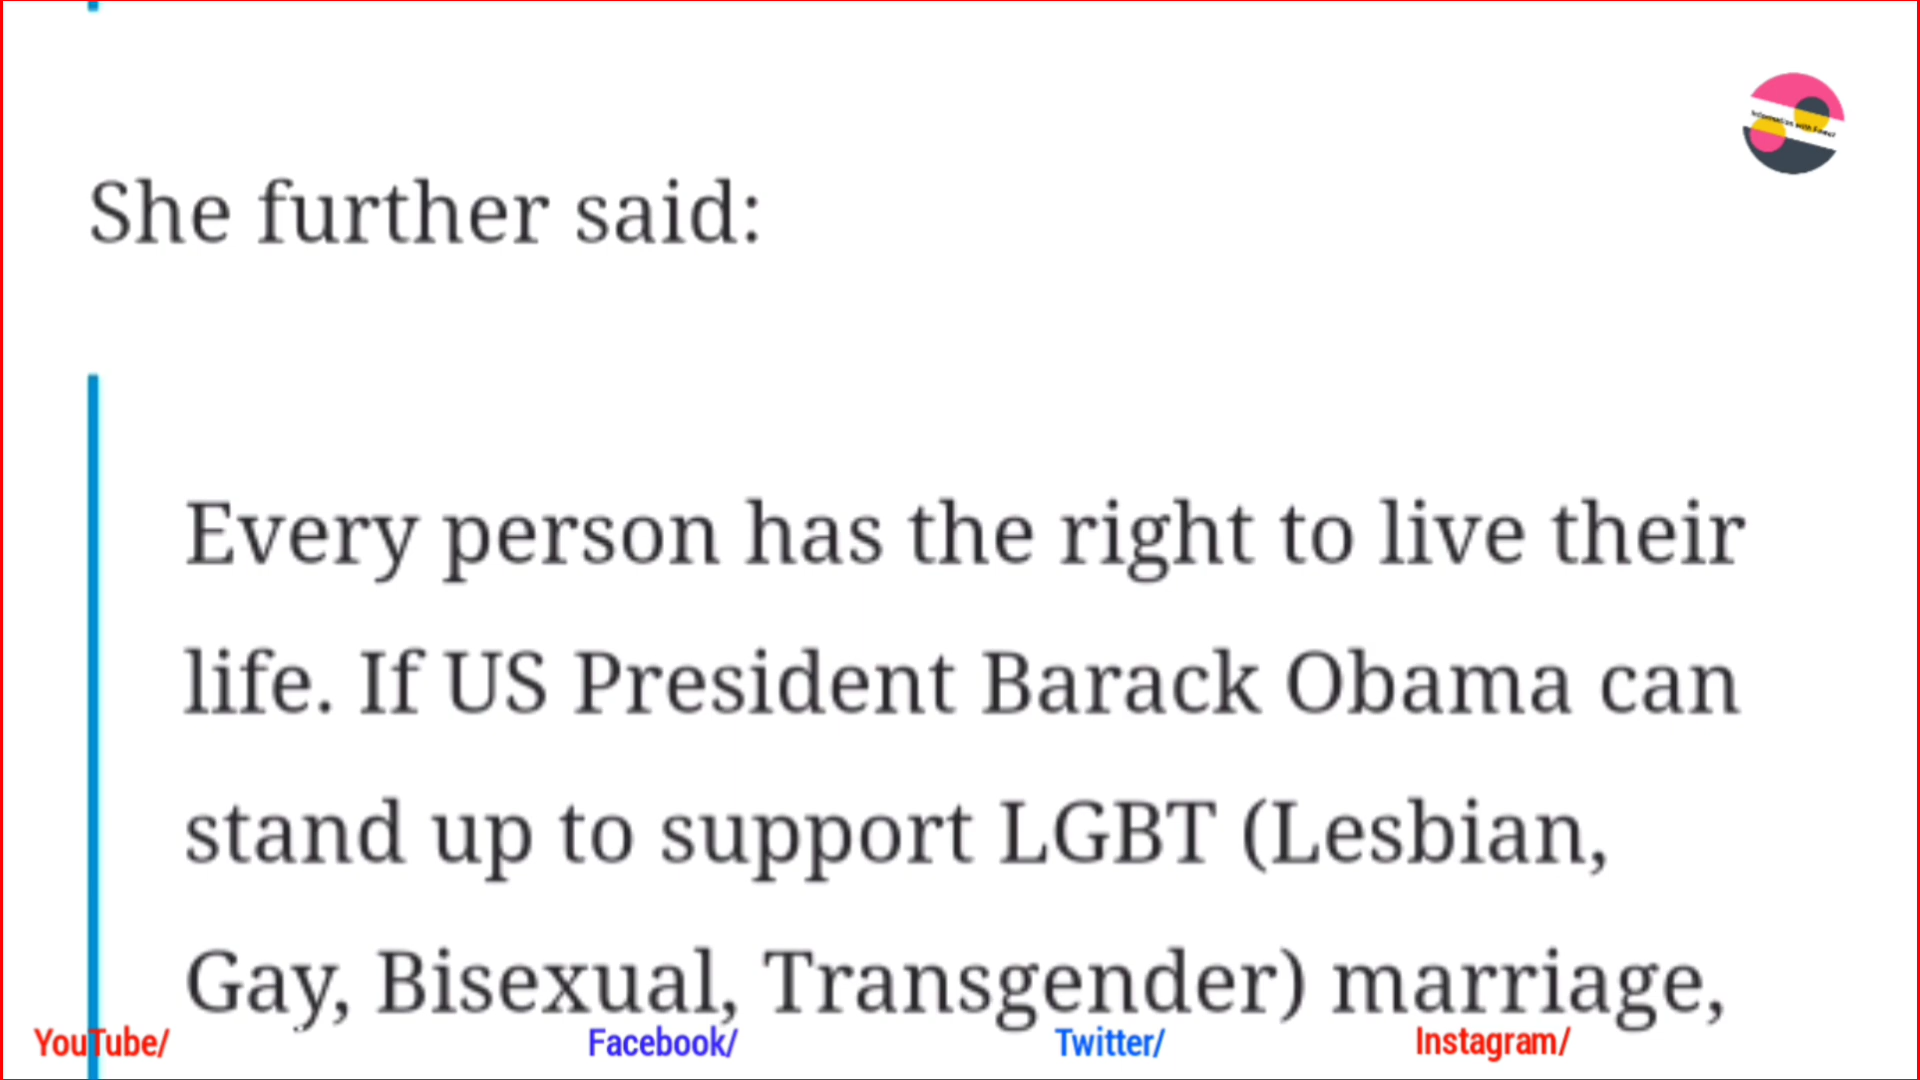 She further said:
Every person has the right to live their
life. If US President Barack Obama can
stand up to support LGBT (Lesbian,
Gay, Bisexual, Transgender) marriage,
YouTube/
Facebook/
Twitter/
Instagram/